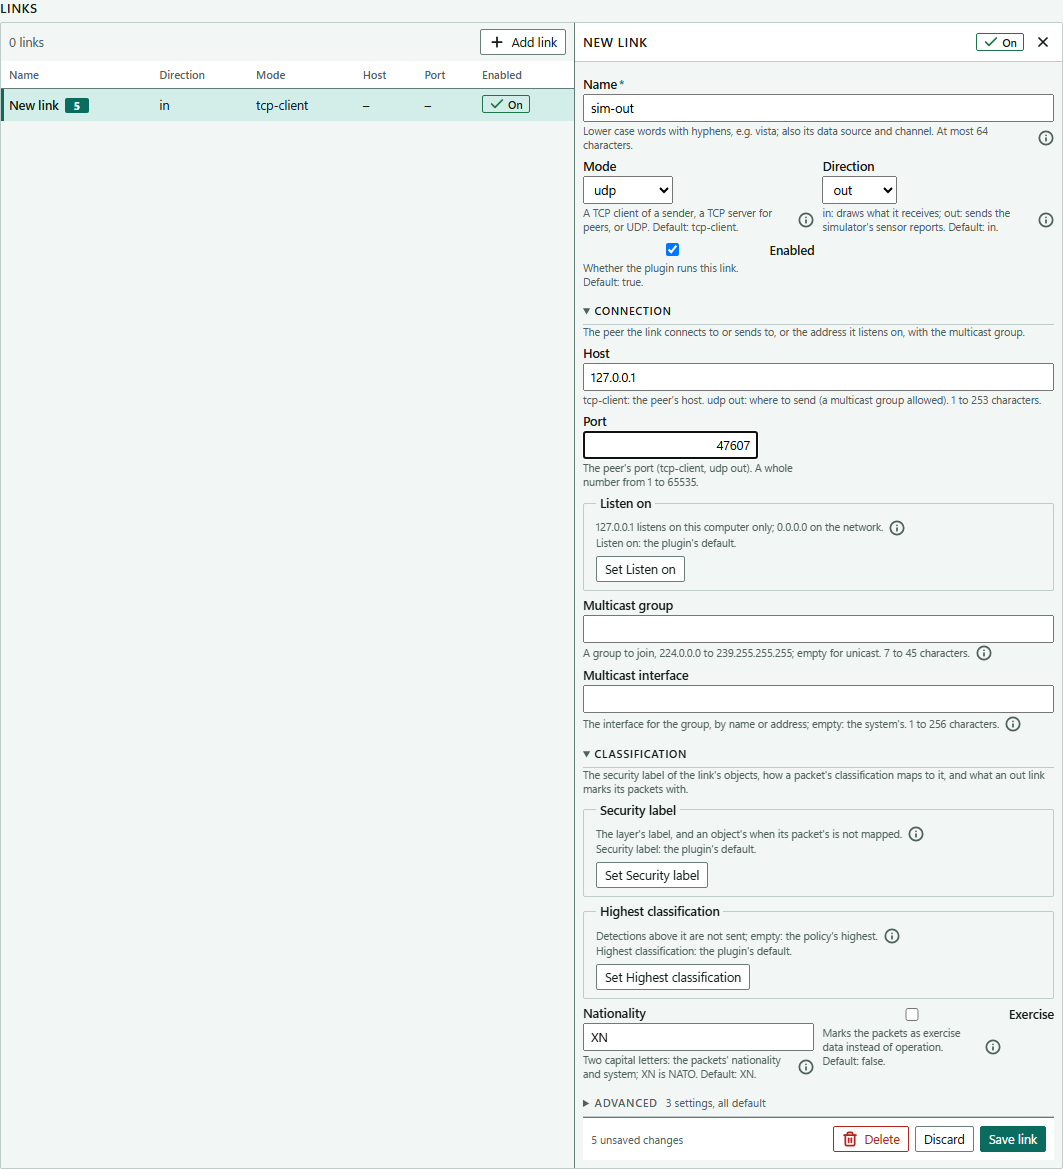 LINKS
0 links
Add link
Name Direction Mode Host Port Enabled
New link 5 in tcp-client – – On
NEW LINK On
Name*
sim-out
Lower case words with hyphens, e.g. vista; also its data source and channel. At most 64
characters.
Mode
udp
A TCP client of a sender, a TCP server for
peers, or UDP. Default: tcp-client.
Direction
out
in: draws what it receives; out: sends the
simulator's sensor reports. Default: in.
Enabled
Whether the plugin runs this link.
Default: true.
CONNECTION
The peer the link connects to or sends to, or the address it listens on, with the multicast group.
Host
127.0.0.1
tcp-client: the peer's host. udp out: where to send (a multicast group allowed). 1 to 253 characters.
Port
47607
The peer's port (tcp-client, udp out). A whole
number from 1 to 65535.
Listen on
127.0.0.1 listens on this computer only; 0.0.0.0 on the network.
Listen on: the plugin's default.
Set Listen on
Multicast group
A group to join, 224.0.0.0 to 239.255.255.255; empty for unicast. 7 to 45 characters.
Multicast interface
The interface for the group, by name or address; empty: the system's. 1 to 256 characters.
CLASSIFICATION
The security label of the link's objects, how a packet's classification maps to it, and what an out link
marks its packets with.
Security label
The layer's label, and an object's when its packet's is not mapped.
Security label: the plugin's default.
Set Security label
Highest classification
Detections above it are not sent; empty: the policy's highest.
Highest classification: the plugin's default.
Set Highest classification
Nationality
XN
Two capital letters: the packets' nationality
and system; XN is NATO. Default: XN.
Exercise
Marks the packets as exercise
data instead of operation.
Default: false.
ADVANCED 3 settings, all default
5 unsaved changes
Delete
Discard
Save link